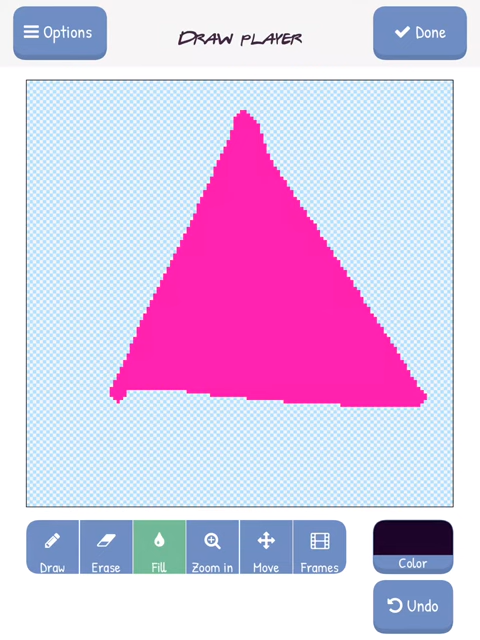 Options
Draw player
Done
Draw
Erase
Fill
Zoom in
Move
Frames
Color
Undo